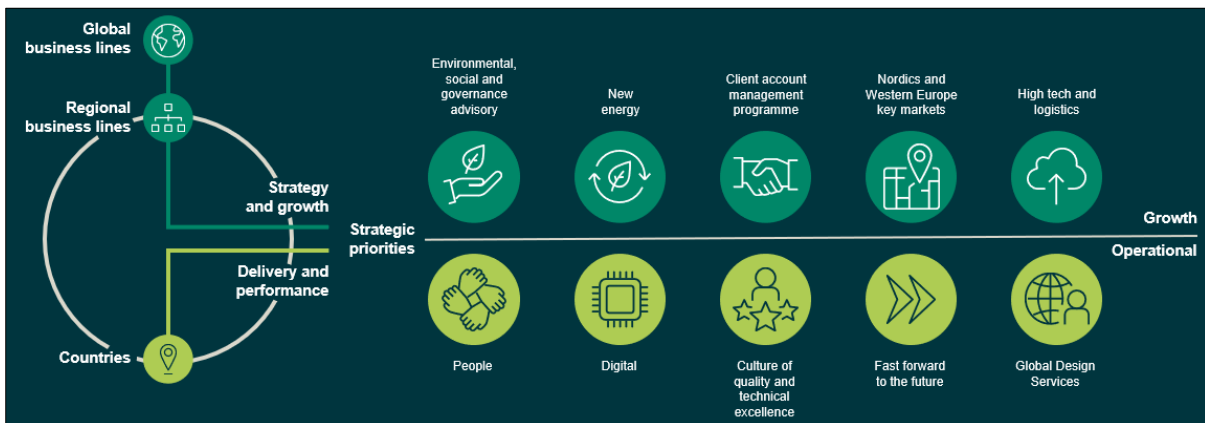 Global
business lines
Regional
business lines
Strategy
and growth
Delivery and
performance
Countries
Strategic
priorities
Environmental,
social and
governance
advisory
New
energy
Client account
management
programme
Nordics and
Western Europe
key markets
High tech and
logistics
Growth
Operational
People
Digital
Culture of
quality and
technical
excellence
Fast forward
to the future
Global Design
Services